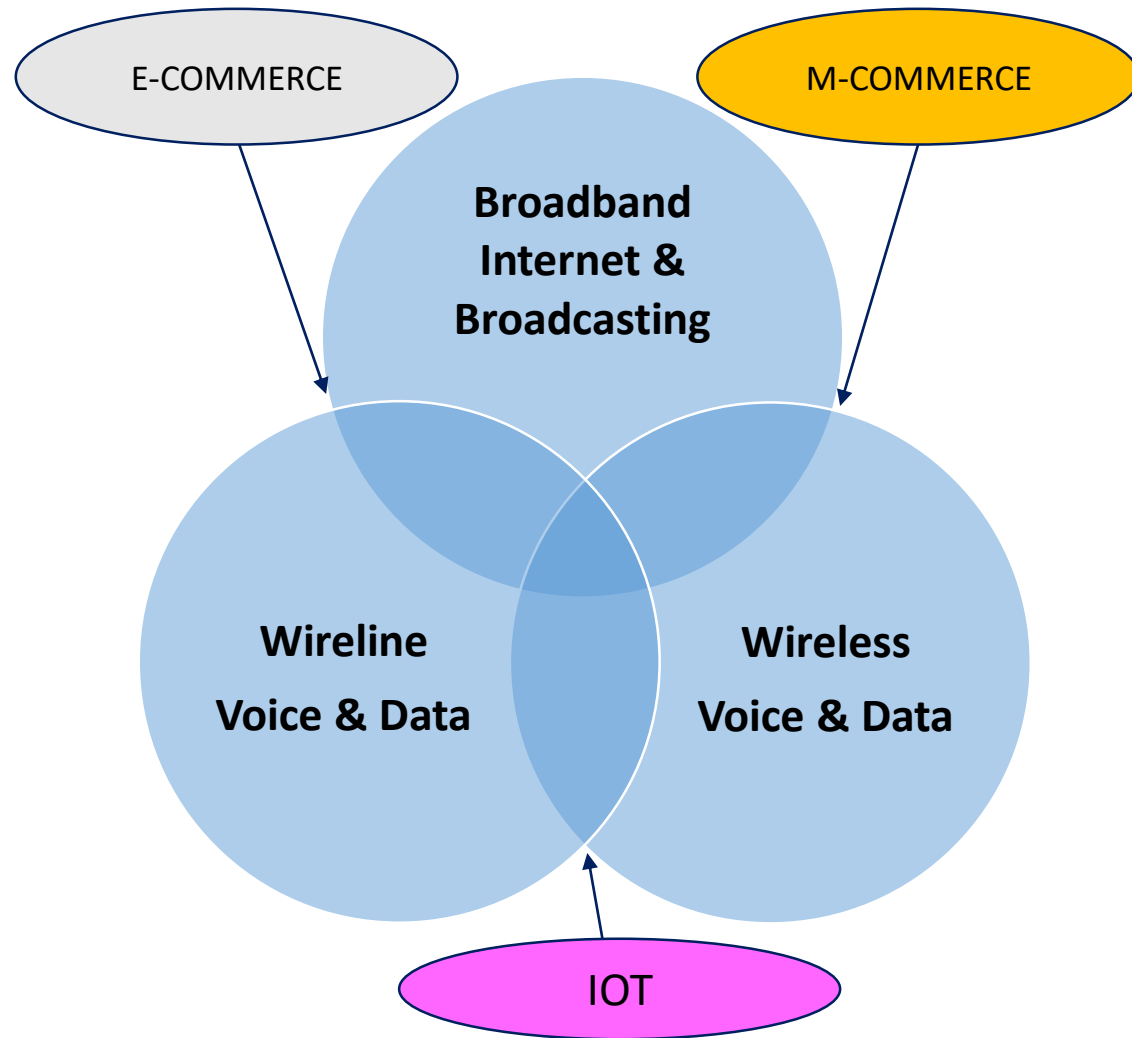 E-COMMERCE
M-COMMERCE
Broadband
Internet &
Broadcasting
Wireline
Voice & Data
Wireless
Voice & Data
IOT